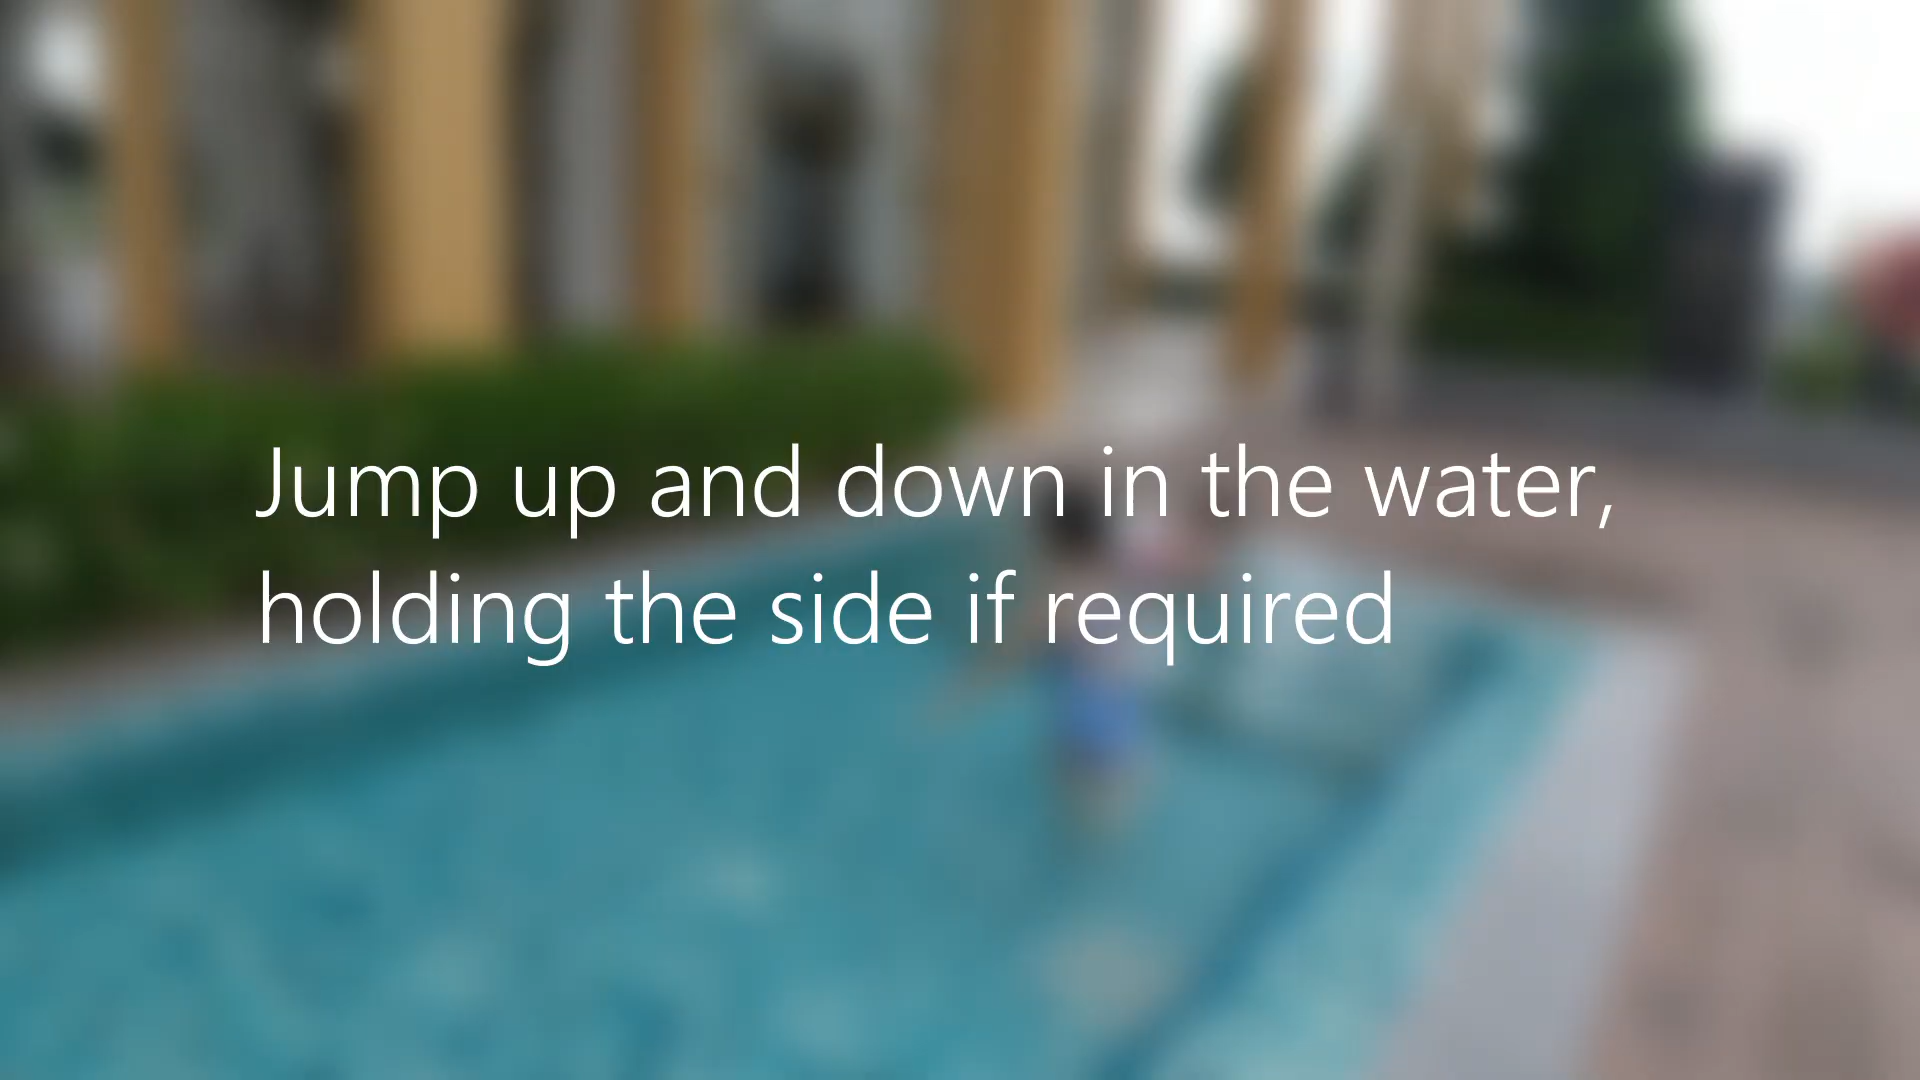 Jump up and down in the water,
holding the side if required